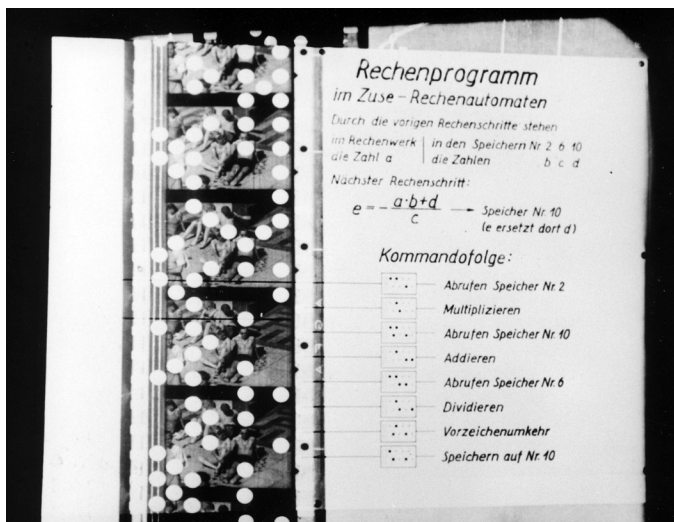 Rechenprogramm
im Zuse-Rechenautomaten
Durch die vorigen Rechenschritte stehen
im Rechenwerk | in den Speichern Nr 2 6 10
die Zahl a | die Zahlen b c d
Nächster Rechenschritt:
e = - a·b+d / c → Speicher Nr. 10
(e ersetzt dort d)
Kommandofolge:
Abrufen Speicher Nr. 2
Multiplizieren
Abrufen Speicher Nr. 10
Addieren
Abrufen Speicher Nr. 6
Dividieren
Vorzeichenumkehr
Speichern auf Nr. 10